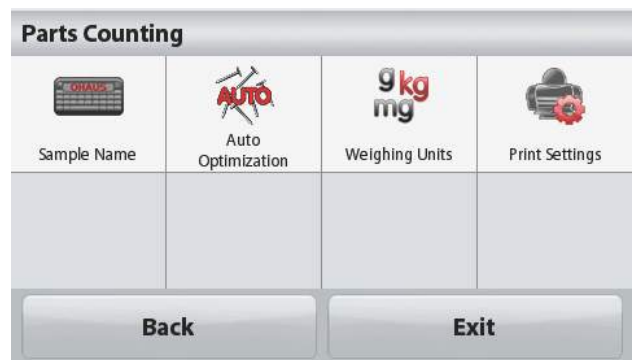 Parts Counting
OHAUS
Sample Name
AUTO
Auto
Optimization
g kg
mg
Weighing Units
Print Settings
Back
Exit